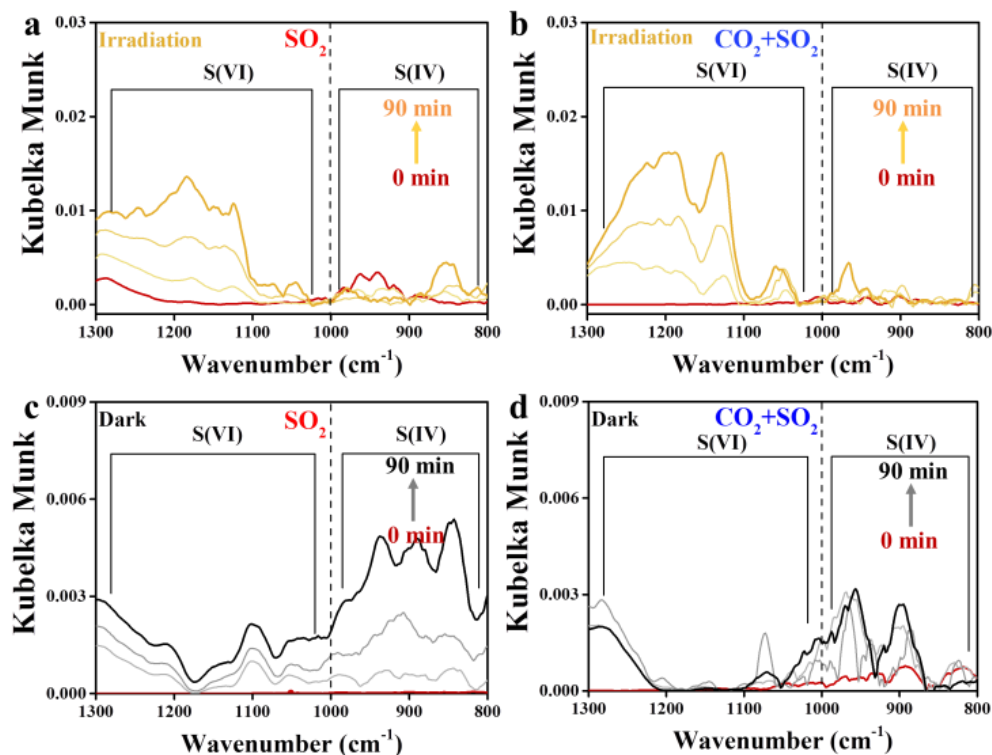 a
Irradiation
SO₂
S(VI)
S(IV)
90 min
0 min
Kubelka Munk
0.03
0.02
0.01
0.00
1300
1200
1100
1000
900
800
Wavenumber (cm⁻¹)
b
Irradiation
CO₂+SO₂
S(VI)
S(IV)
90 min
0 min
Kubelka Munk
0.03
0.02
0.01
0.00
1300
1200
1100
1000
900
800
Wavenumber (cm⁻¹)
c
Dark
SO₂
S(VI)
S(IV)
90 min
0 min
Kubelka Munk
0.009
0.006
0.003
0.000
1300
1200
1100
1000
900
800
Wavenumber (cm⁻¹)
d
Dark
CO₂+SO₂
S(VI)
S(IV)
90 min
0 min
Kubelka Munk
0.009
0.006
0.003
0.000
1300
1200
1100
1000
900
800
Wavenumber (cm⁻¹)